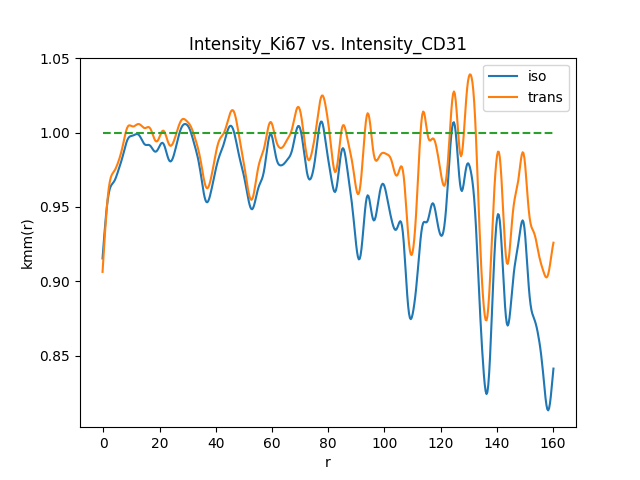 Intensity_Ki67 vs. Intensity_CD31
iso
trans
1.05
1.00
0.95
0.90
0.85
kmm(r)
0 20 40 60 80 100 120 140 160
r